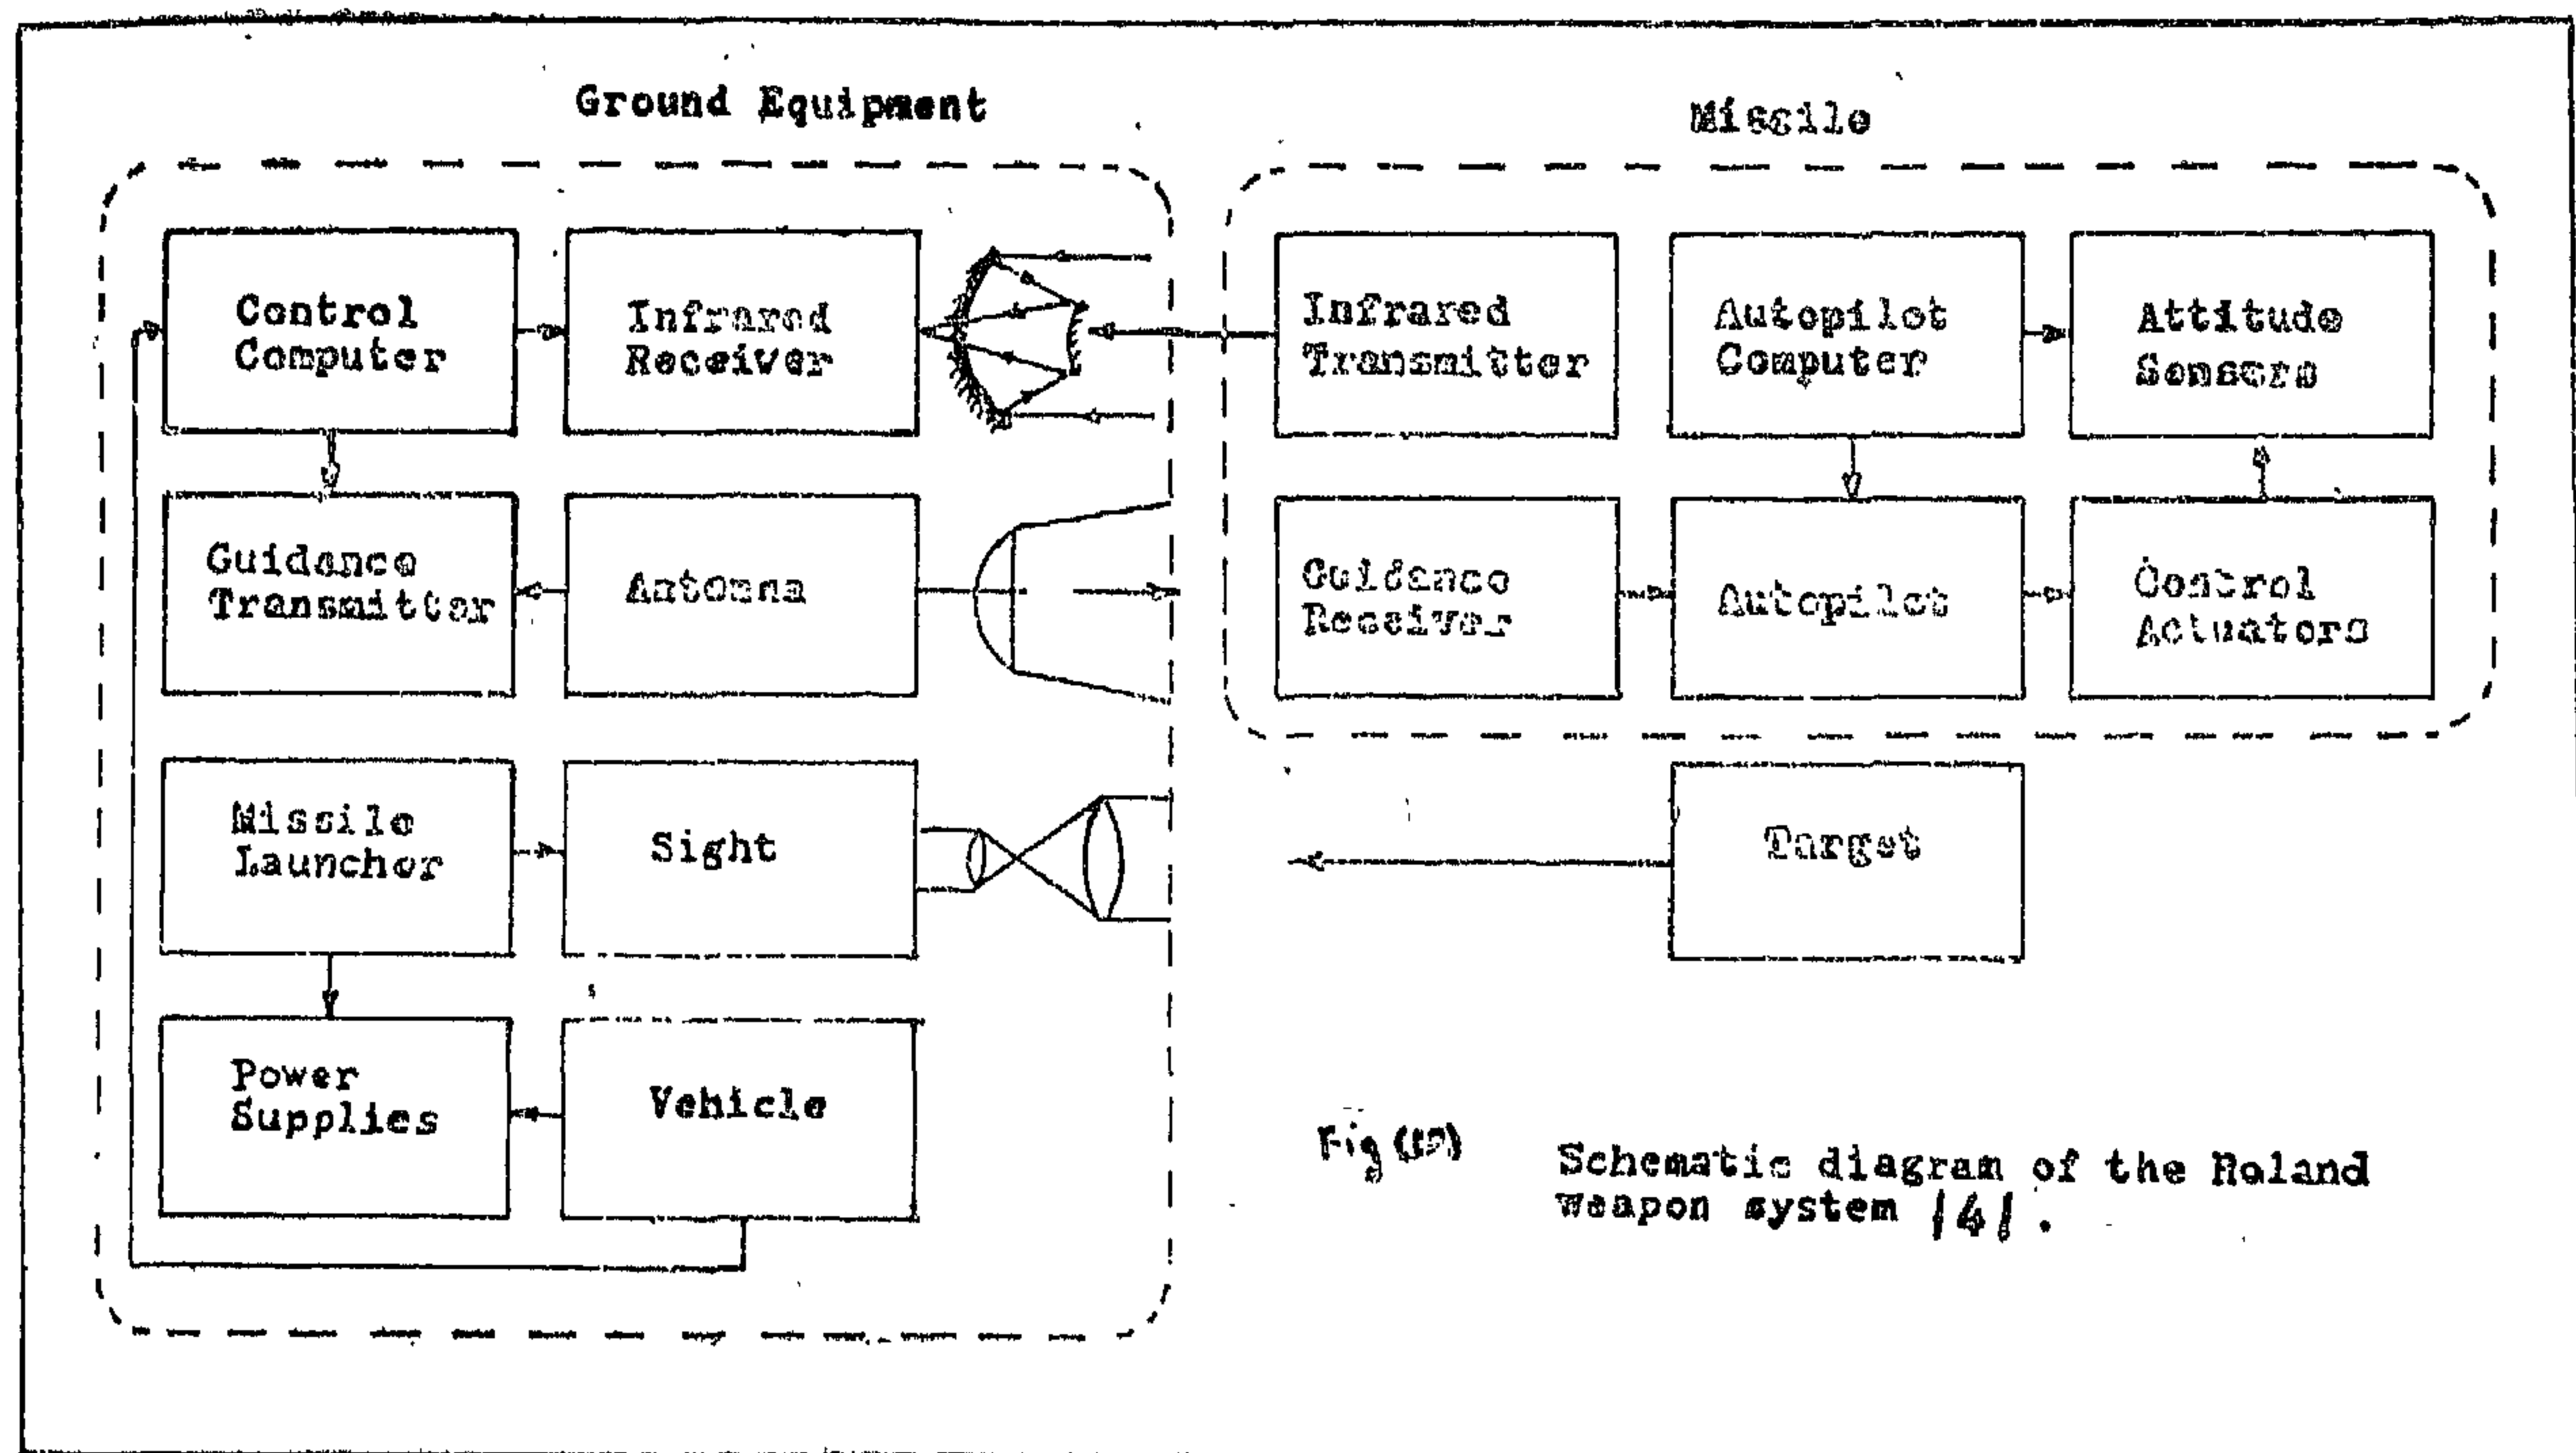 Ground Equipment
Missile
Control
Computer
Infrared
Receiver
Infrared
Transmitter
Autopilot
Computer
Attitude
Sensors
Guidance
Transmitter
Antenna
Guidance
Receiver
Autopilot
Control
Actuators
Missile
Launcher
Sight
Target
Power
Supplies
Vehicle
Fig
Schematic diagram of the Roland
weapon system /4/.